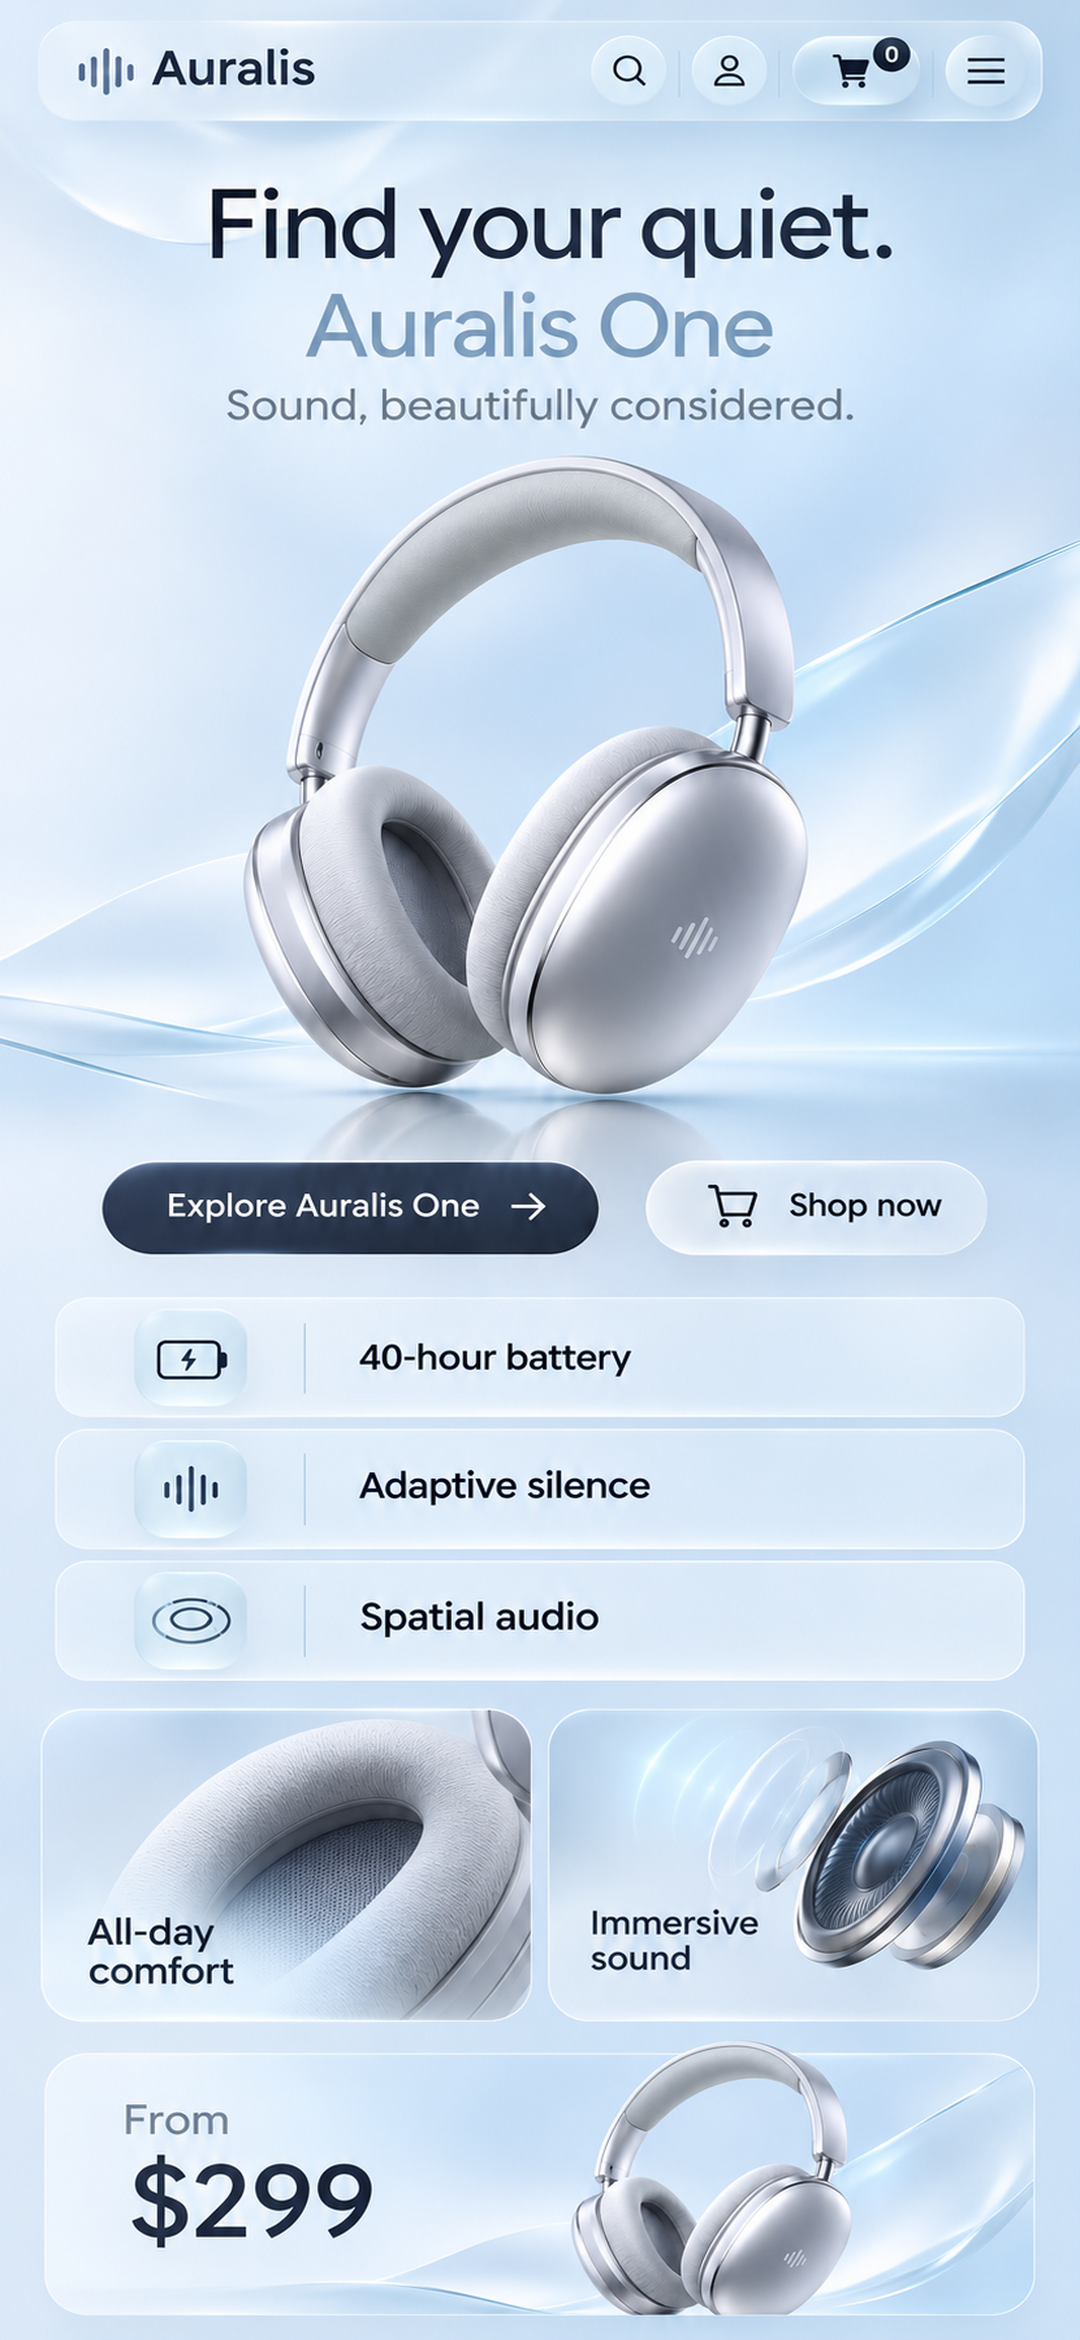 Auralis
0
Find your quiet.
Auralis One
Sound, beautifully considered.
Explore Auralis One
Shop now
40-hour battery
Adaptive silence
Spatial audio
All-day
comfort
Immersive
sound
From
$299